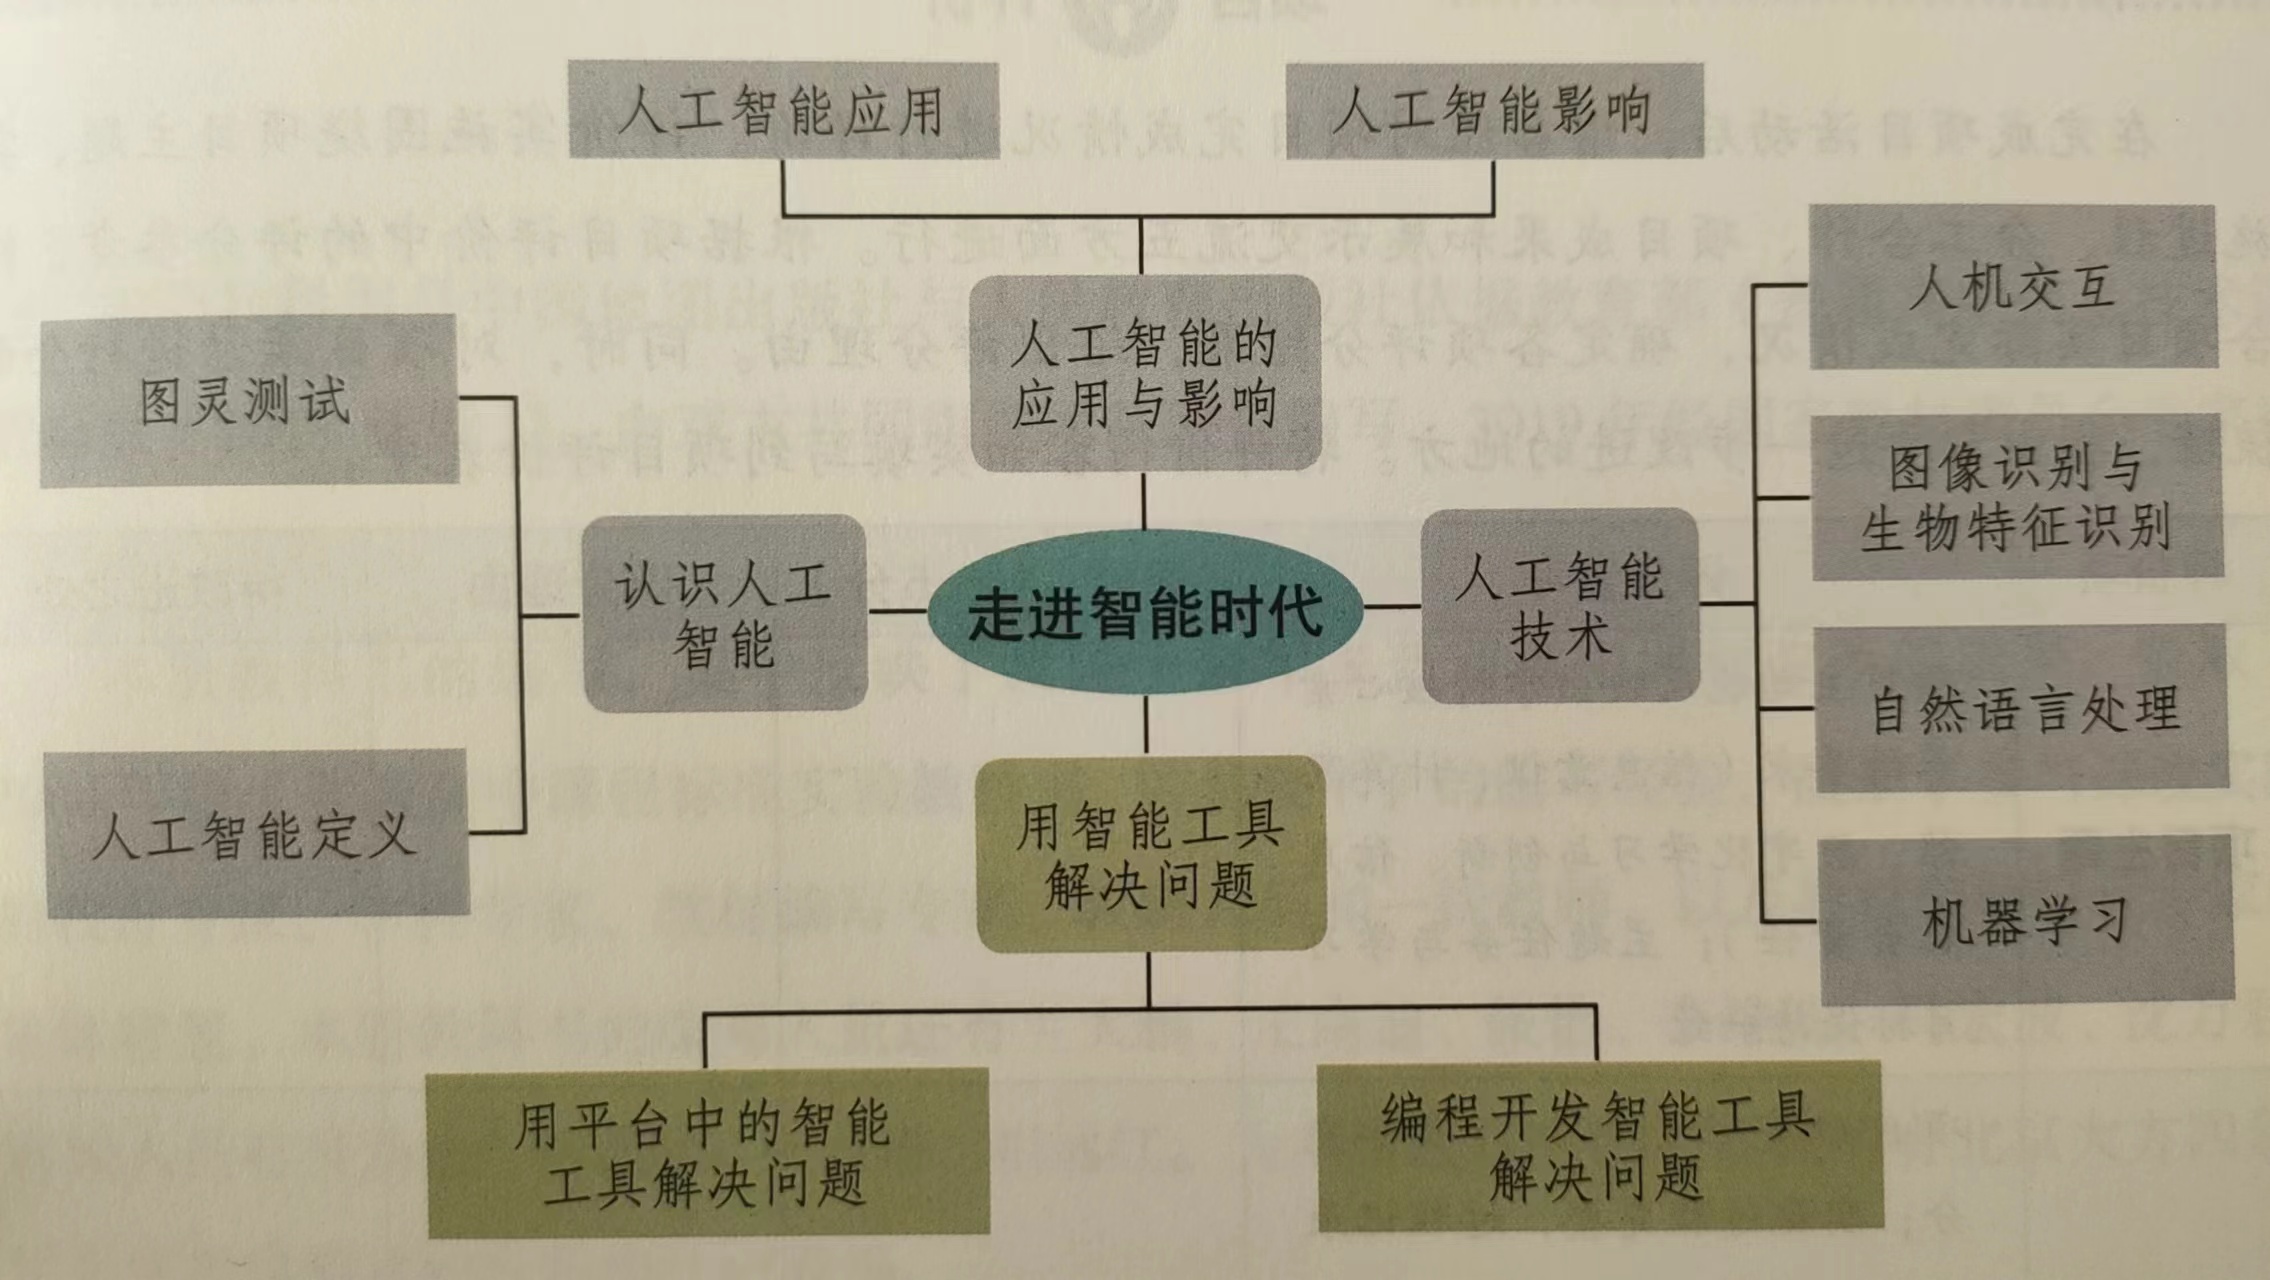 人工智能应用
人工智能影响
人工智能的
应用与影响
图灵测试
人工智能定义
认识人工
智能
走进智能时代
人工智能
技术
人机交互
图像识别与
生物特征识别
自然语言处理
机器学习
用智能工具
解决问题
用平台中的智能
工具解决问题
编程开发智能工具
解决问题